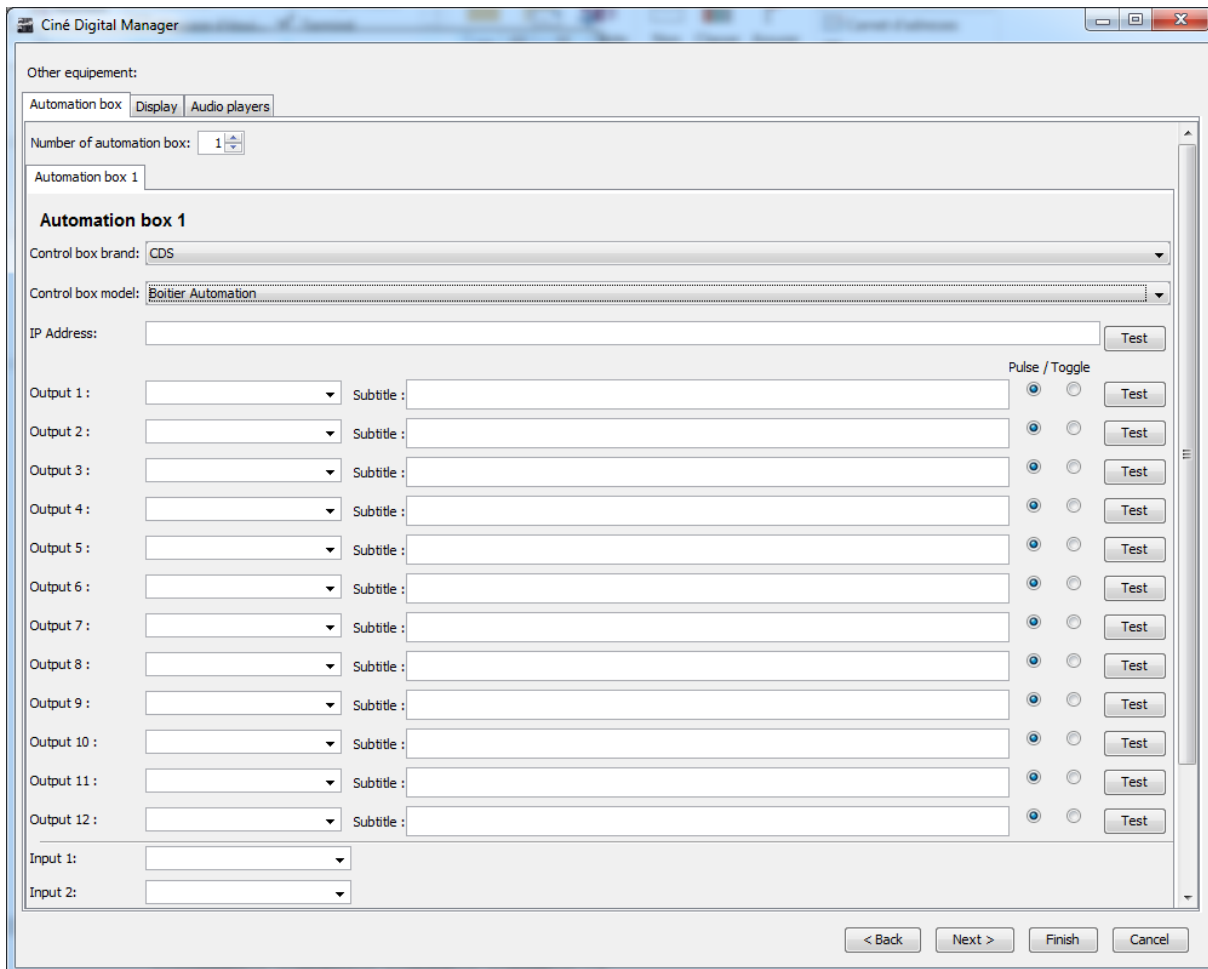 Ciné Digital Manager
Other equipement:
Automation box Display Audio players
Number of automation box: 1
Automation box 1
Automation box 1
Control box brand: CDS
Control box model: Boitier Automation
IP Address: Test
Pulse / Toggle
Output 1 : Subtitle : Test
Output 2 : Subtitle : Test
Output 3 : Subtitle : Test
Output 4 : Subtitle : Test
Output 5 : Subtitle : Test
Output 6 : Subtitle : Test
Output 7 : Subtitle : Test
Output 8 : Subtitle : Test
Output 9 : Subtitle : Test
Output 10 : Subtitle : Test
Output 11 : Subtitle : Test
Output 12 : Subtitle : Test
Input 1:
Input 2:
< Back Next > Finish Cancel